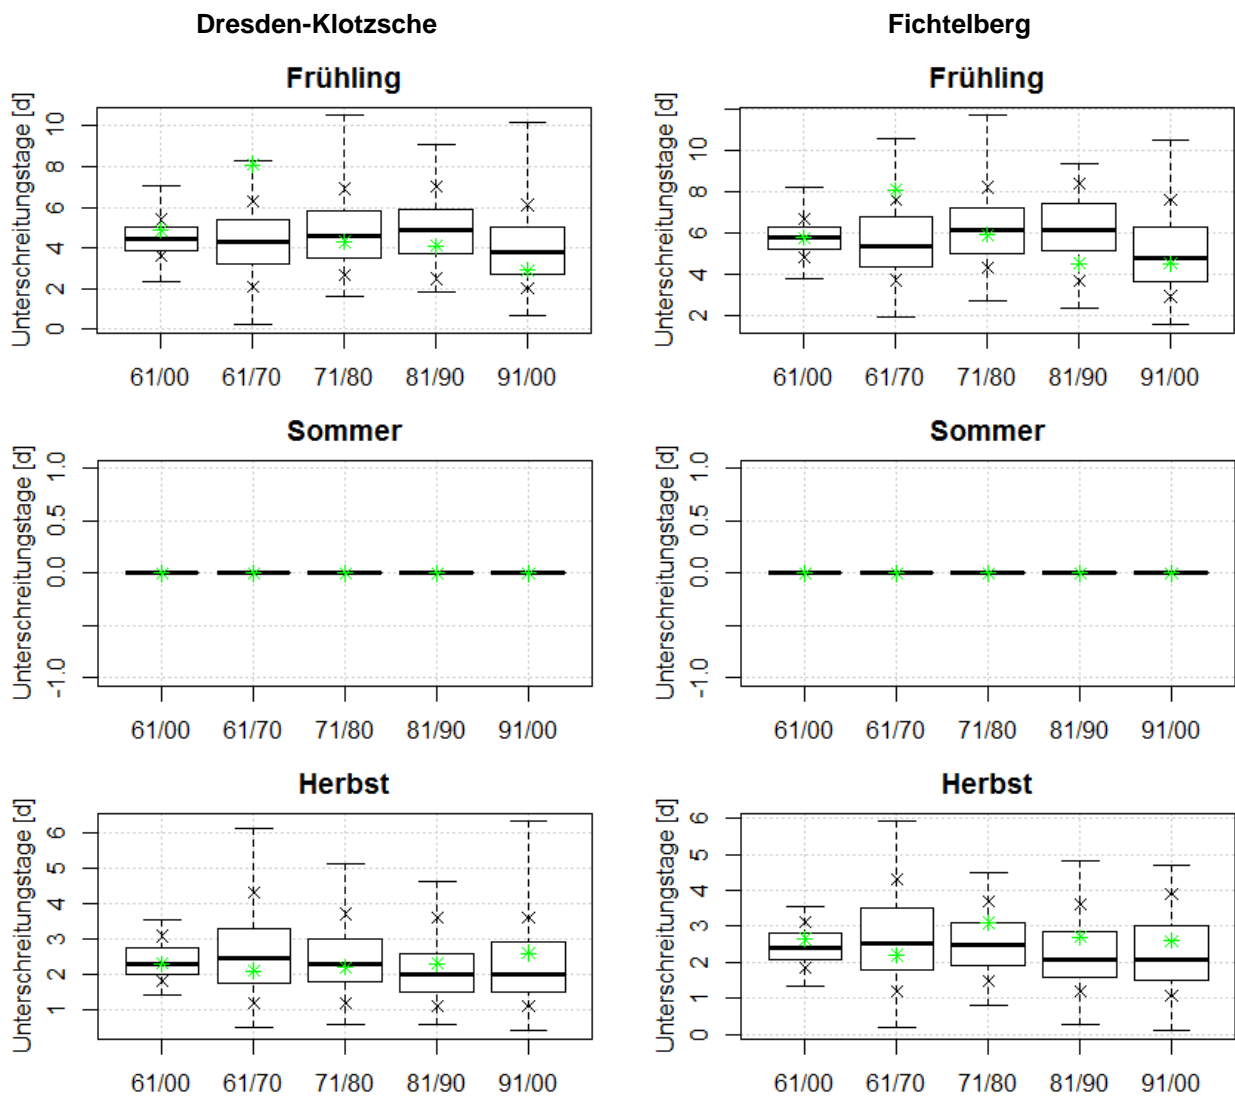 Dresden-Klotzsche
Fichtelberg
Frühling
Unterschreitungstage [d]
0 2 4 6 8 10
61/00 61/70 71/80 81/90 91/00
Frühling
Unterschreitungstage [d]
2 4 6 8 10
61/00 61/70 71/80 81/90 91/00
Sommer
Unterschreitungstage [d]
-1.0 0.0 0.5 1.0
61/00 61/70 71/80 81/90 91/00
Sommer
Unterschreitungstage [d]
-1.0 0.0 0.5 1.0
61/00 61/70 71/80 81/90 91/00
Herbst
Unterschreitungstage [d]
1 2 3 4 5 6
61/00 61/70 71/80 81/90 91/00
Herbst
Unterschreitungstage [d]
0 1 2 3 4 5 6
61/00 61/70 71/80 81/90 91/00